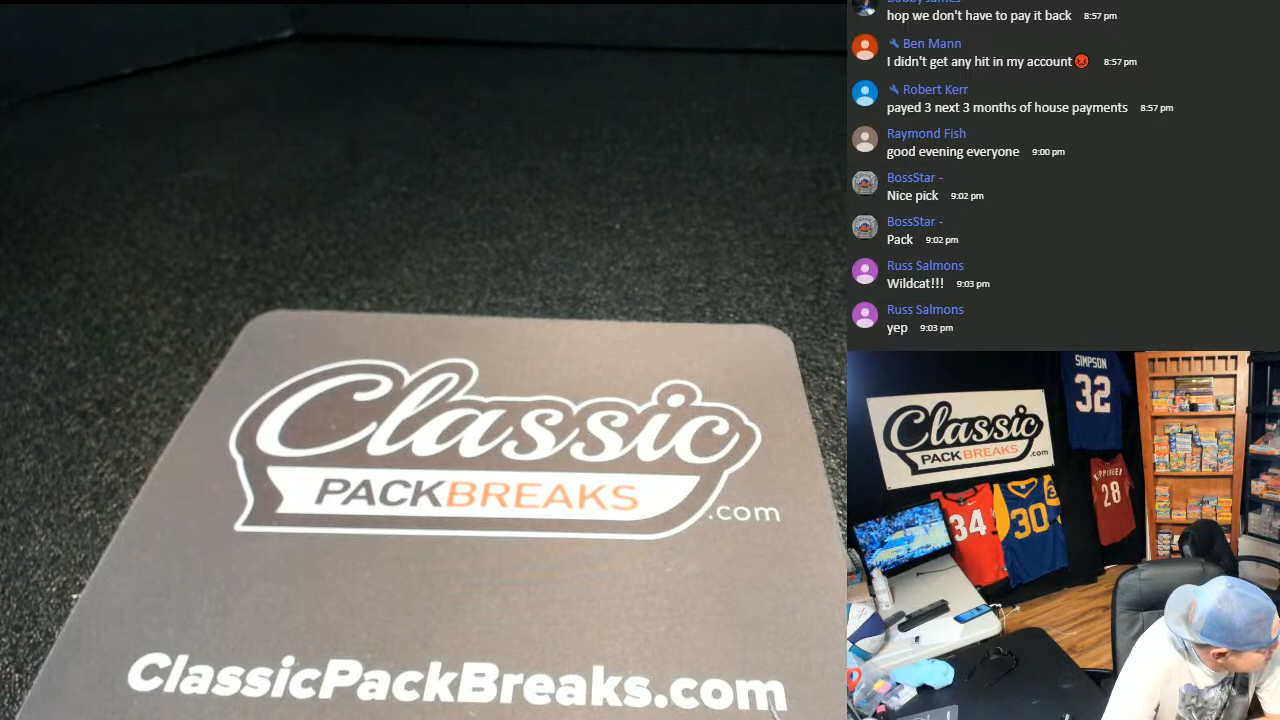 hop we don't have to pay it back 8:57 pm
Ben Mann
I didn't get any hit in my account 8:57 pm
Robert Kerr
payed 3 next 3 months of house payments 8:57 pm
Raymond Fish
good evening everyone 9:00 pm
BossStar -
Nice pick 9:02 pm
BossStar -
Pack 9:02 pm
Russ Salmons
Wildcat!!! 9:03 pm
Russ Salmons
yep 9:03 pm
Classic
PACKBREAKS
.com
ClassicPackBreaks.com
SIMPSON
32
Classic
PACKBREAKS
.com
28
34
30